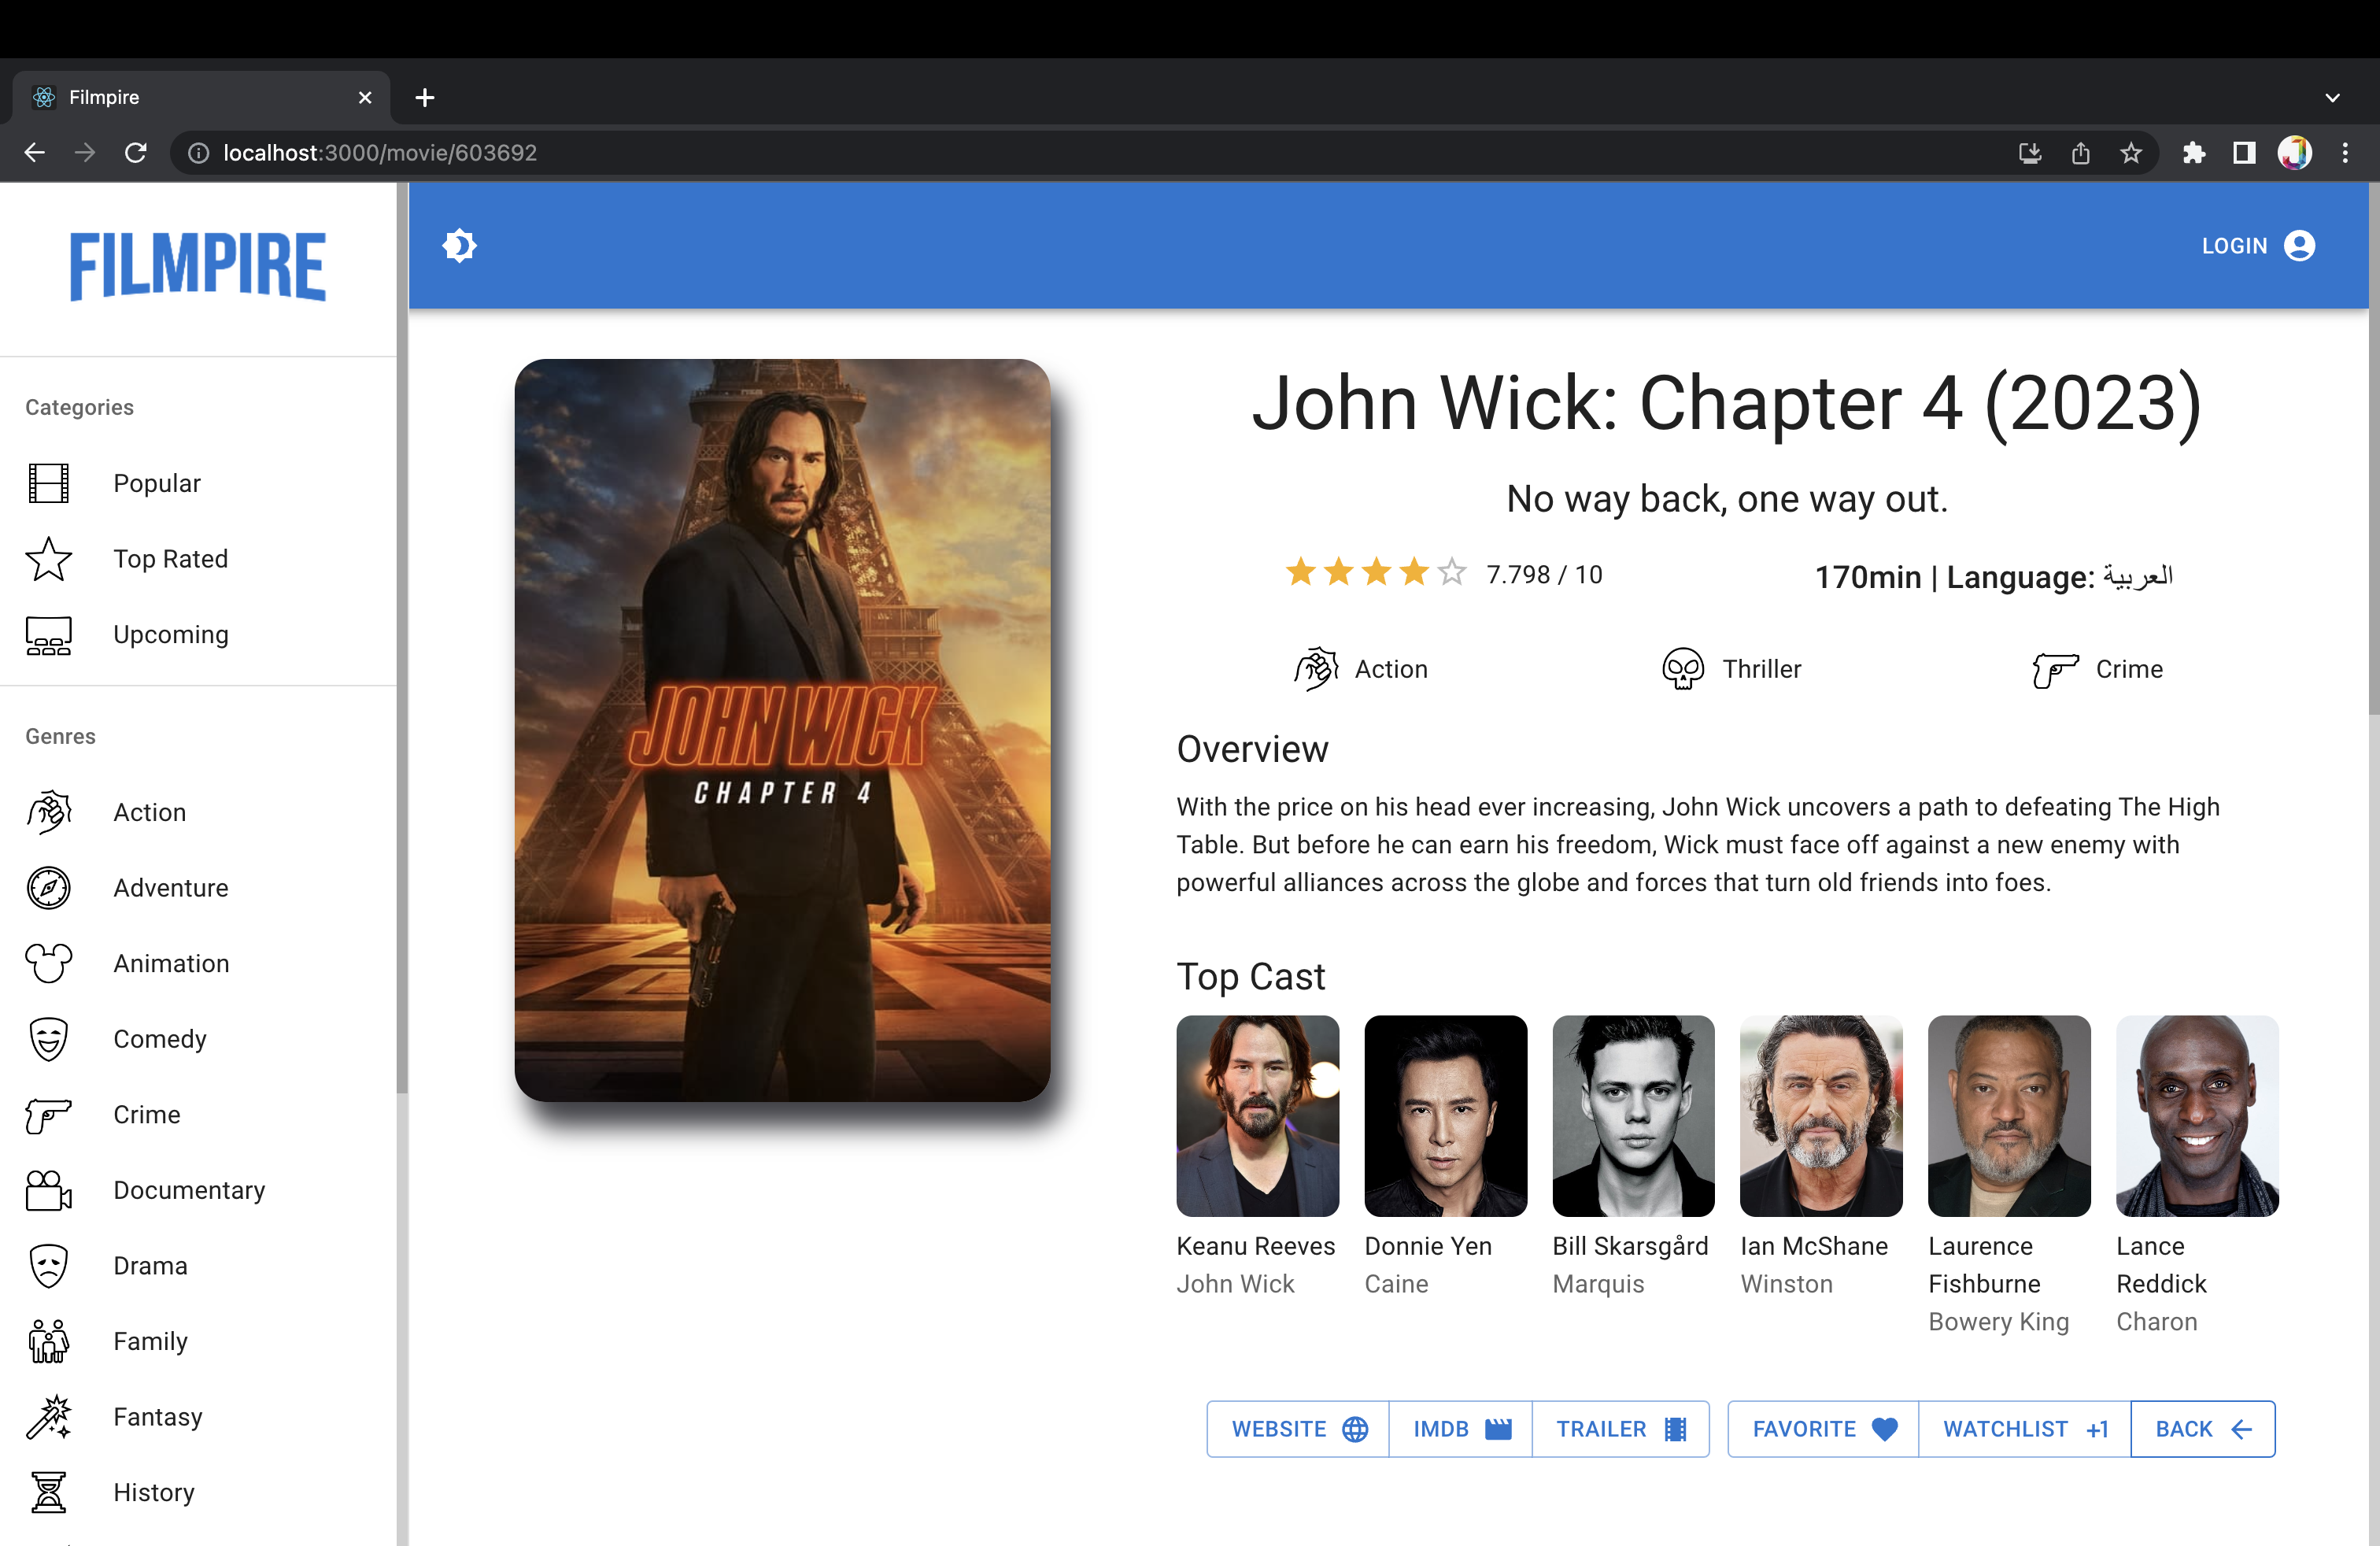 Filmpire
localhost:3000/movie/603692
FILMPIRE
LOGIN
Categories
Popular
Top Rated
Upcoming
Genres
Action
Adventure
Animation
Comedy
Crime
Documentary
Drama
Family
Fantasy
History
JOHN WICK
CHAPTER 4
John Wick: Chapter 4 (2023)
No way back, one way out.
7.798 / 10
170min | Language: العربية
Action
Thriller
Crime
Overview
With the price on his head ever increasing, John Wick uncovers a path to defeating The High
Table. But before he can earn his freedom, Wick must face off against a new enemy with
powerful alliances across the globe and forces that turn old friends into foes.
Top Cast
Keanu Reeves
John Wick
Donnie Yen
Caine
Bill Skarsgård
Marquis
Ian McShane
Winston
Laurence
Fishburne
Bowery King
Lance
Reddick
Charon
WEBSITE
IMDB
TRAILER
FAVORITE
WATCHLIST +1
BACK